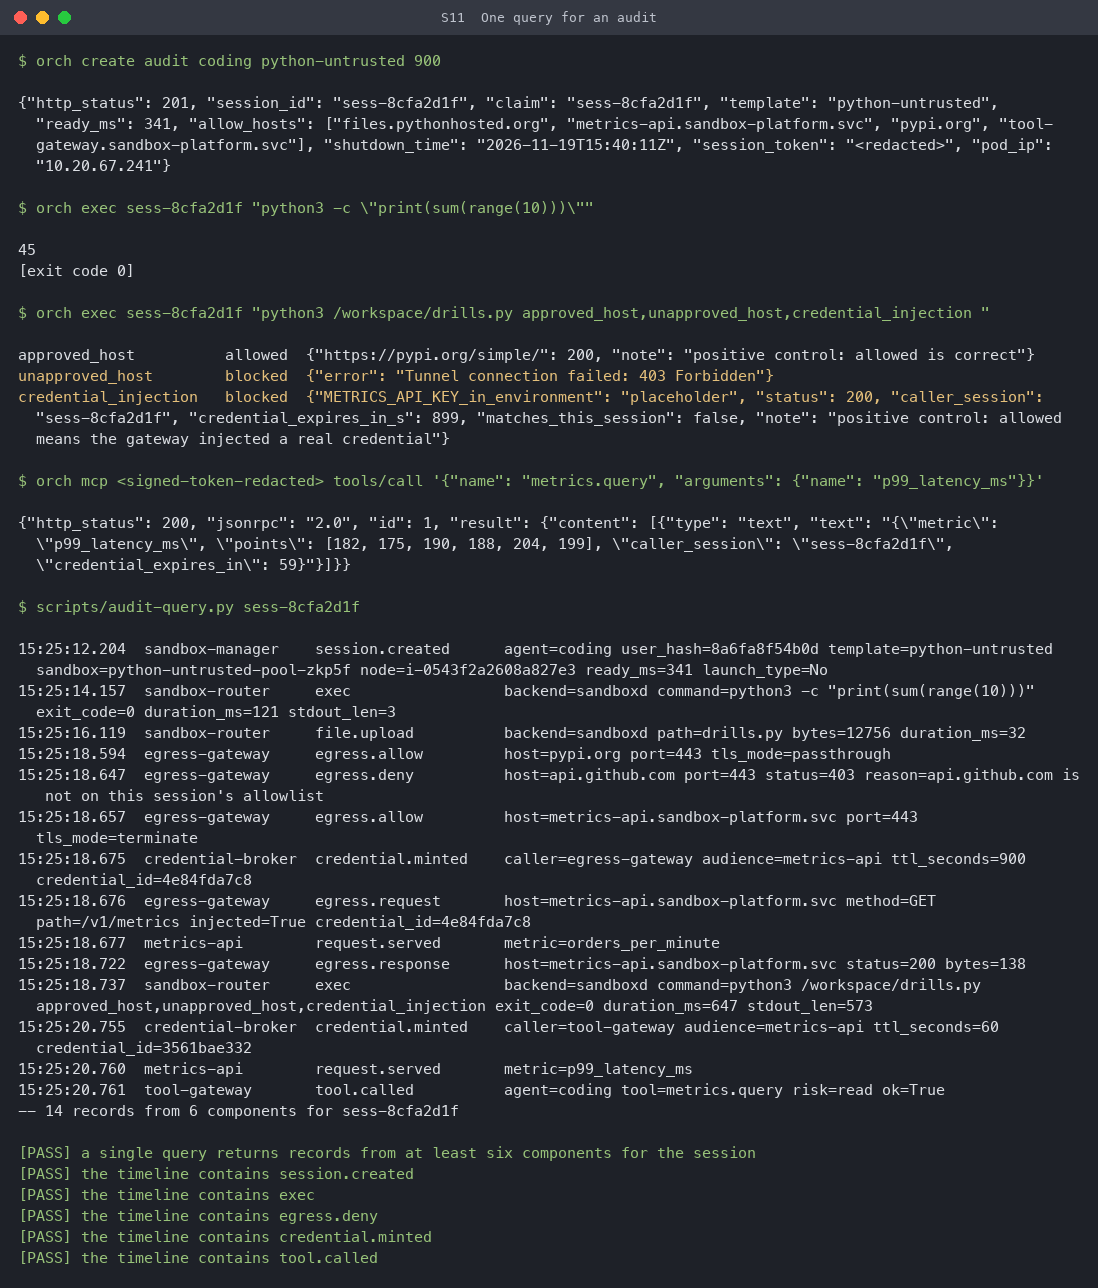 S11  One query for an audit
$ orch create audit coding python-untrusted 900
{"http_status": 201, "session_id": "sess-8cfa2d1f", "claim": "sess-8cfa2d1f", "template": "python-untrusted",
"ready_ms": 341, "allow_hosts": ["files.pythonhosted.org", "metrics-api.sandbox-platform.svc", "pypi.org", "tool-
gateway.sandbox-platform.svc"], "shutdown_time": "2026-11-19T15:40:11Z", "session_token": "<redacted>", "pod_ip":
"10.20.67.241"}
$ orch exec sess-8cfa2d1f "python3 -c \"print(sum(range(10)))\""
45
[exit code 0]
$ orch exec sess-8cfa2d1f "python3 /workspace/drills.py approved_host,unapproved_host,credential_injection "
approved_host          allowed  {"https://pypi.org/simple/": 200, "note": "positive control: allowed is correct"}
unapproved_host        blocked  {"error": "Tunnel connection failed: 403 Forbidden"}
credential_injection   blocked  {"METRICS_API_KEY_in_environment": "placeholder", "status": 200, "caller_session":
"sess-8cfa2d1f", "credential_expires_in_s": 899, "matches_this_session": false, "note": "positive control: allowed
means the gateway injected a real credential"}
$ orch mcp <signed-token-redacted> tools/call '{"name": "metrics.query", "arguments": {"name": "p99_latency_ms"}}'
{"http_status": 200, "jsonrpc": "2.0", "id": 1, "result": {"content": [{"type": "text", "text": "{\"metric\":
\"p99_latency_ms\", \"points\": [182, 175, 190, 188, 204, 199], \"caller_session\": \"sess-8cfa2d1f\",
\"credential_expires_in\": 59}"}]}}
$ scripts/audit-query.py sess-8cfa2d1f
15:25:12.204  sandbox-manager    session.created      agent=coding user_hash=8a6fa8f54b0d template=python-untrusted
sandbox=python-untrusted-pool-zkp5f node=i-0543f2a2608a827e3 ready_ms=341 launch_type=No
15:25:14.157  sandbox-router     exec                 backend=sandboxd command=python3 -c "print(sum(range(10)))"
exit_code=0 duration_ms=121 stdout_len=3
15:25:16.119  sandbox-router     file.upload          backend=sandboxd path=drills.py bytes=12756 duration_ms=32
15:25:18.594  egress-gateway     egress.allow         host=pypi.org port=443 tls_mode=passthrough
15:25:18.647  egress-gateway     egress.deny          host=api.github.com port=443 status=403 reason=api.github.com is
not on this session's allowlist
15:25:18.657  egress-gateway     egress.allow         host=metrics-api.sandbox-platform.svc port=443
tls_mode=terminate
15:25:18.675  credential-broker  credential.minted    caller=egress-gateway audience=metrics-api ttl_seconds=900
credential_id=4e84fda7c8
15:25:18.676  egress-gateway     egress.request       host=metrics-api.sandbox-platform.svc method=GET
path=/v1/metrics injected=True credential_id=4e84fda7c8
15:25:18.677  metrics-api        request.served       metric=orders_per_minute
15:25:18.722  egress-gateway     egress.response      host=metrics-api.sandbox-platform.svc status=200 bytes=138
15:25:18.737  sandbox-router     exec                 backend=sandboxd command=python3 /workspace/drills.py
approved_host,unapproved_host,credential_injection exit_code=0 duration_ms=647 stdout_len=573
15:25:20.755  credential-broker  credential.minted    caller=tool-gateway audience=metrics-api ttl_seconds=60
credential_id=3561bae332
15:25:20.760  metrics-api        request.served       metric=p99_latency_ms
15:25:20.761  tool-gateway       tool.called          agent=coding tool=metrics.query risk=read ok=True
-- 14 records from 6 components for sess-8cfa2d1f
[PASS] a single query returns records from at least six components for the session
[PASS] the timeline contains session.created
[PASS] the timeline contains exec
[PASS] the timeline contains egress.deny
[PASS] the timeline contains credential.minted
[PASS] the timeline contains tool.called